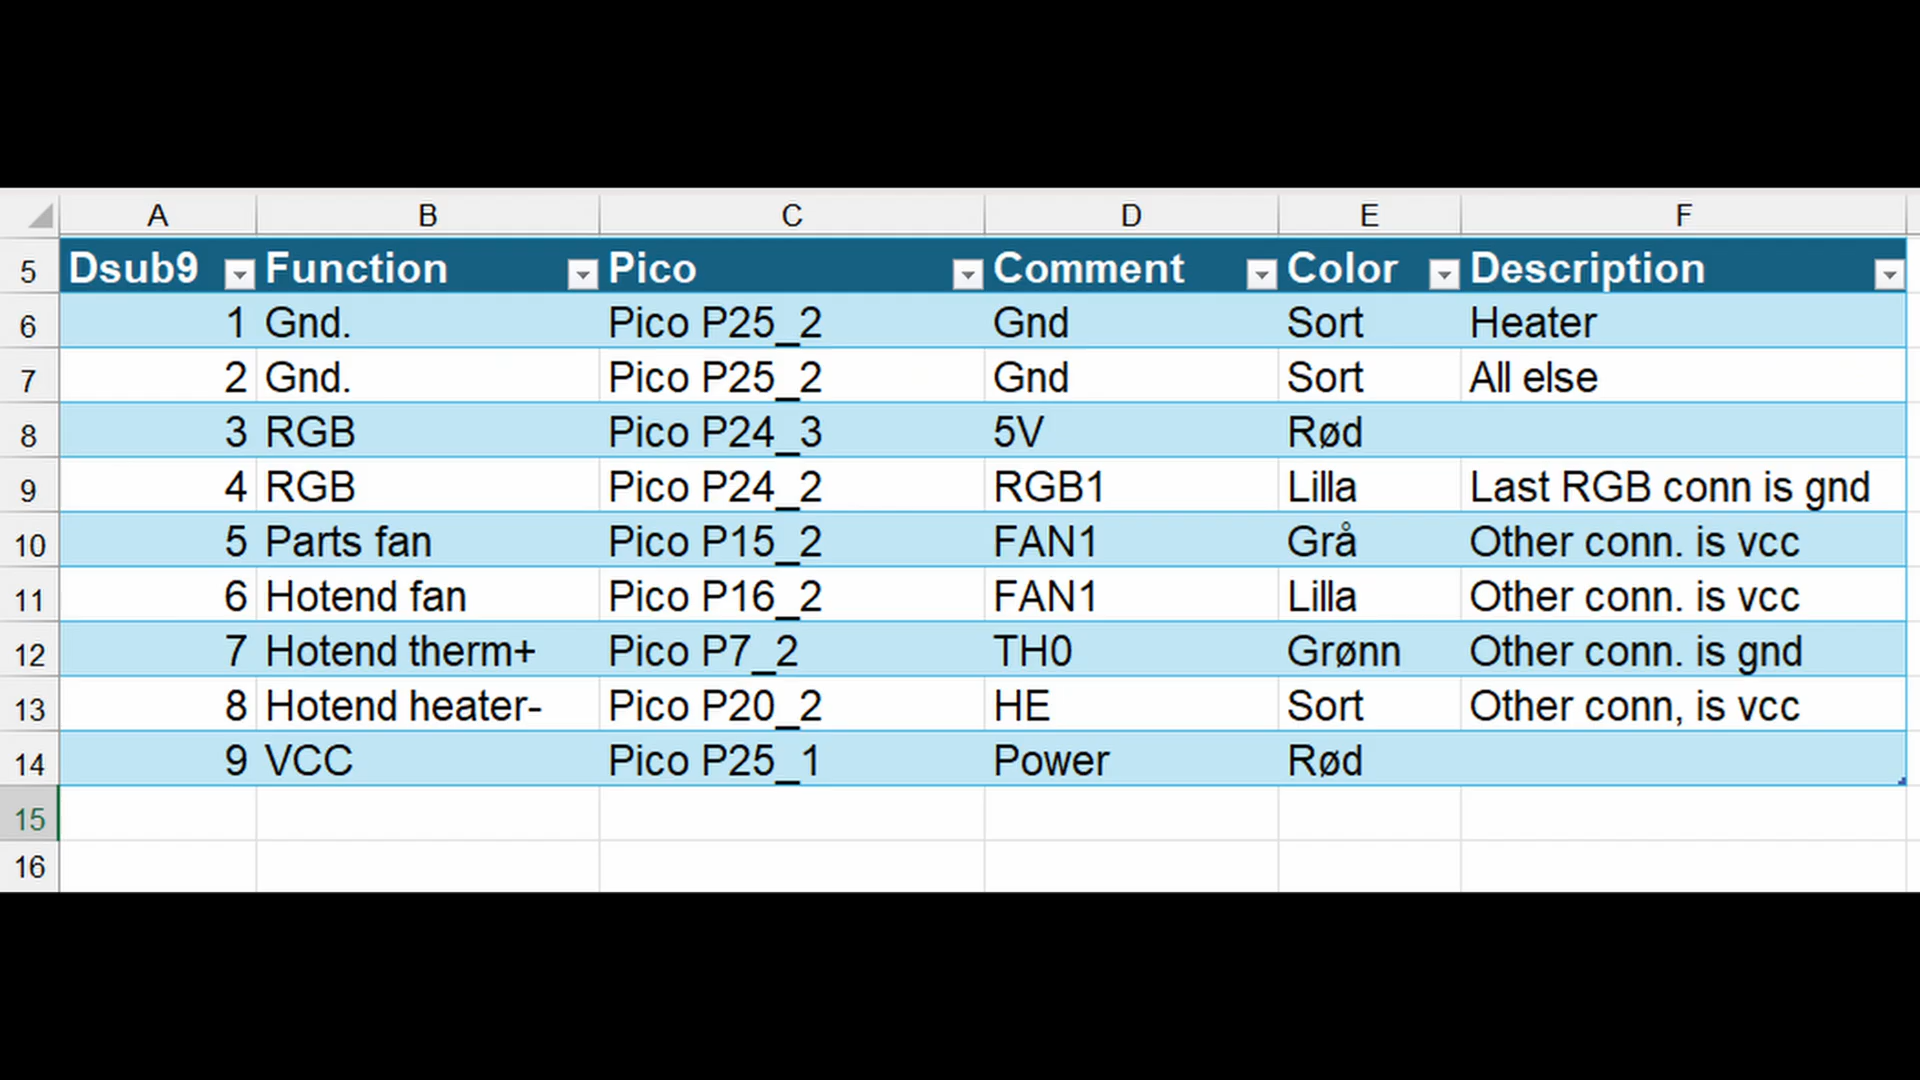 A B C D E F
5 Dsub9 Function Pico Comment Color Description
6 1 Gnd. Pico P25_2 Gnd Sort Heater
7 2 Gnd. Pico P25_2 Gnd Sort All else
8 3 RGB Pico P24_3 5V Rød
9 4 RGB Pico P24_2 RGB1 Lilla Last RGB conn is gnd
10 5 Parts fan Pico P15_2 FAN1 Grå Other conn. is vcc
11 6 Hotend fan Pico P16_2 FAN1 Lilla Other conn. is vcc
12 7 Hotend therm+ Pico P7_2 TH0 Grønn Other conn. is gnd
13 8 Hotend heater- Pico P20_2 HE Sort Other conn, is vcc
14 9 VCC Pico P25_1 Power Rød
15
16